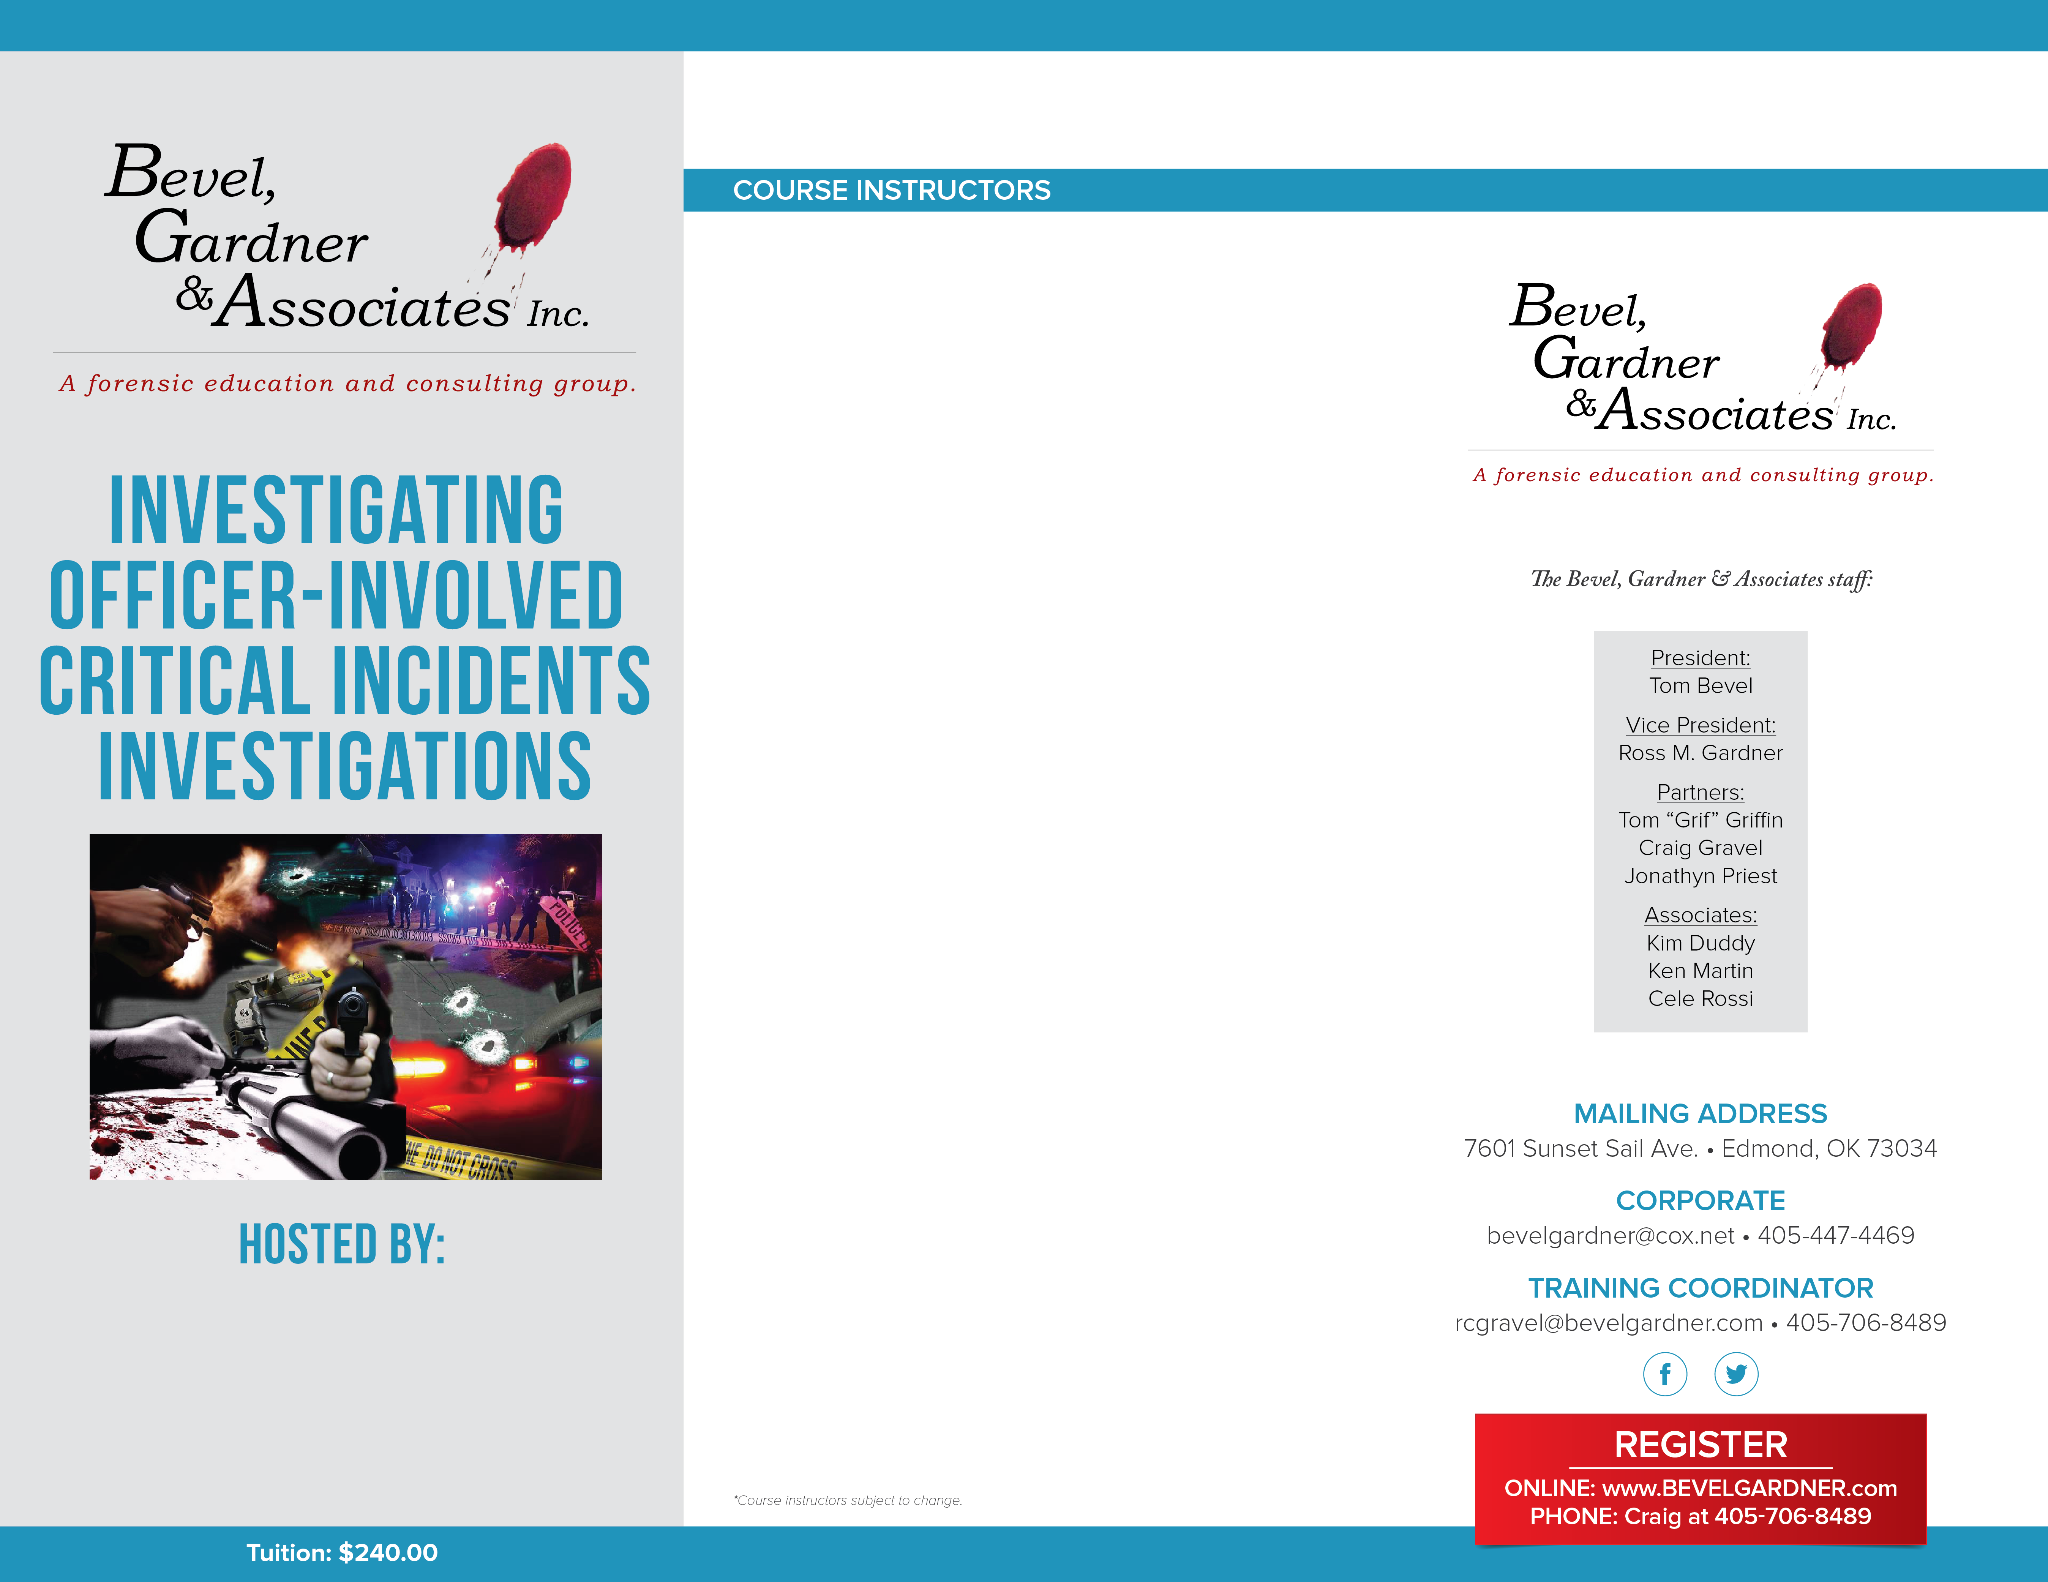 Bevel,
Gardner
&Associates Inc.
A forensic education and consulting group.
INVESTIGATING
OFFICER-INVOLVED
CRITICAL INCIDENTS
INVESTIGATIONS
POLICE
LINE DO NOT CROSS
HOSTED BY:
Tuition: $240.00
COURSE INSTRUCTORS
*Course instructors subject to change.
Bevel,
Gardner
&Associates Inc.
A forensic education and consulting group.
The Bevel, Gardner & Associates staff:
President:
Tom Bevel
Vice President:
Ross M. Gardner
Partners:
Tom “Grif” Griffin
Craig Gravel
Jonathyn Priest
Associates:
Kim Duddy
Ken Martin
Cele Rossi
MAILING ADDRESS
7601 Sunset Sail Ave. • Edmond, OK 73034
CORPORATE
bevelgardner@cox.net • 405-447-4469
TRAINING COORDINATOR
rcgravel@bevelgardner.com • 405-706-8489
REGISTER
ONLINE: www.BEVELGARDNER.com
PHONE: Craig at 405-706-8489